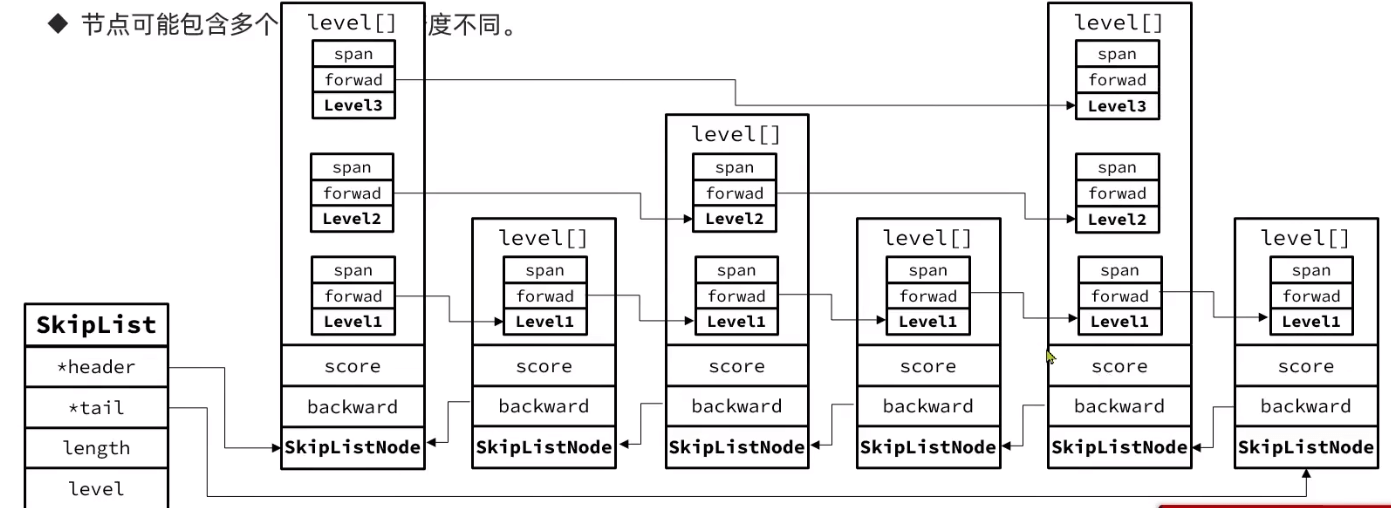 ◆ 节点可能包含多个
度不同。
level[]
span
forwad
Level3
span
forwad
Level2
span
forwad
Level1
score
backward
SkipListNode
level[]
span
forwad
Level1
score
backward
SkipListNode
level[]
span
forwad
Level2
span
forwad
Level1
score
backward
SkipListNode
level[]
span
forwad
Level1
score
backward
SkipListNode
level[]
span
forwad
Level3
span
forwad
Level2
span
forwad
Level1
score
backward
SkipListNode
level[]
span
forwad
Level1
score
backward
SkipListNode
SkipList
*header
*tail
length
level